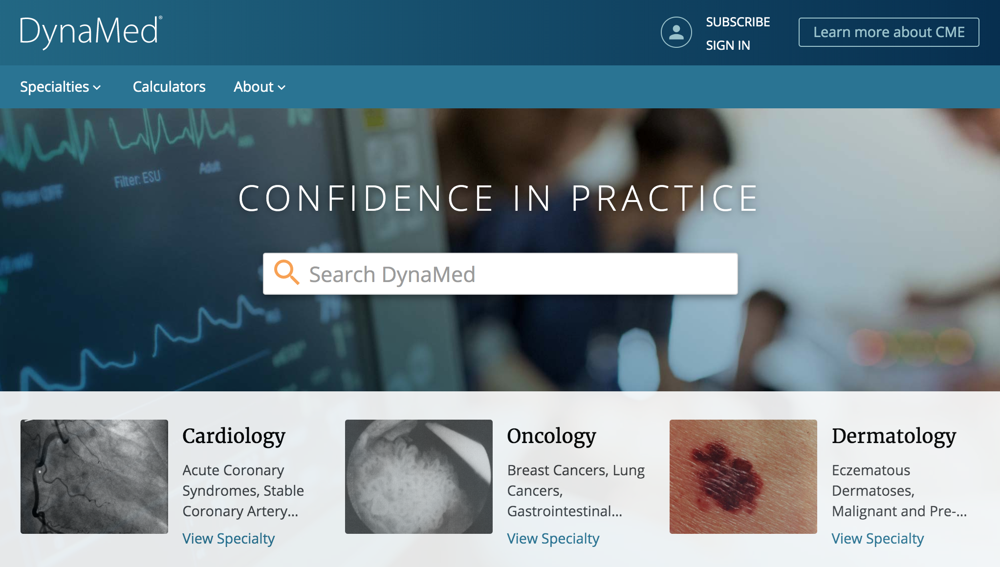 DynaMed®
SUBSCRIBE
SIGN IN
Learn more about CME
Specialties
Calculators
About
Filter: ESU
Adult
Pacer OFF
CONFIDENCE IN PRACTICE
Search DynaMed
Cardiology
Acute Coronary
Syndromes, Stable
Coronary Artery...
View Specialty
Oncology
Breast Cancers, Lung
Cancers,
Gastrointestinal...
View Specialty
Dermatology
Eczematous
Dermatoses,
Malignant and Pre-...
View Specialty